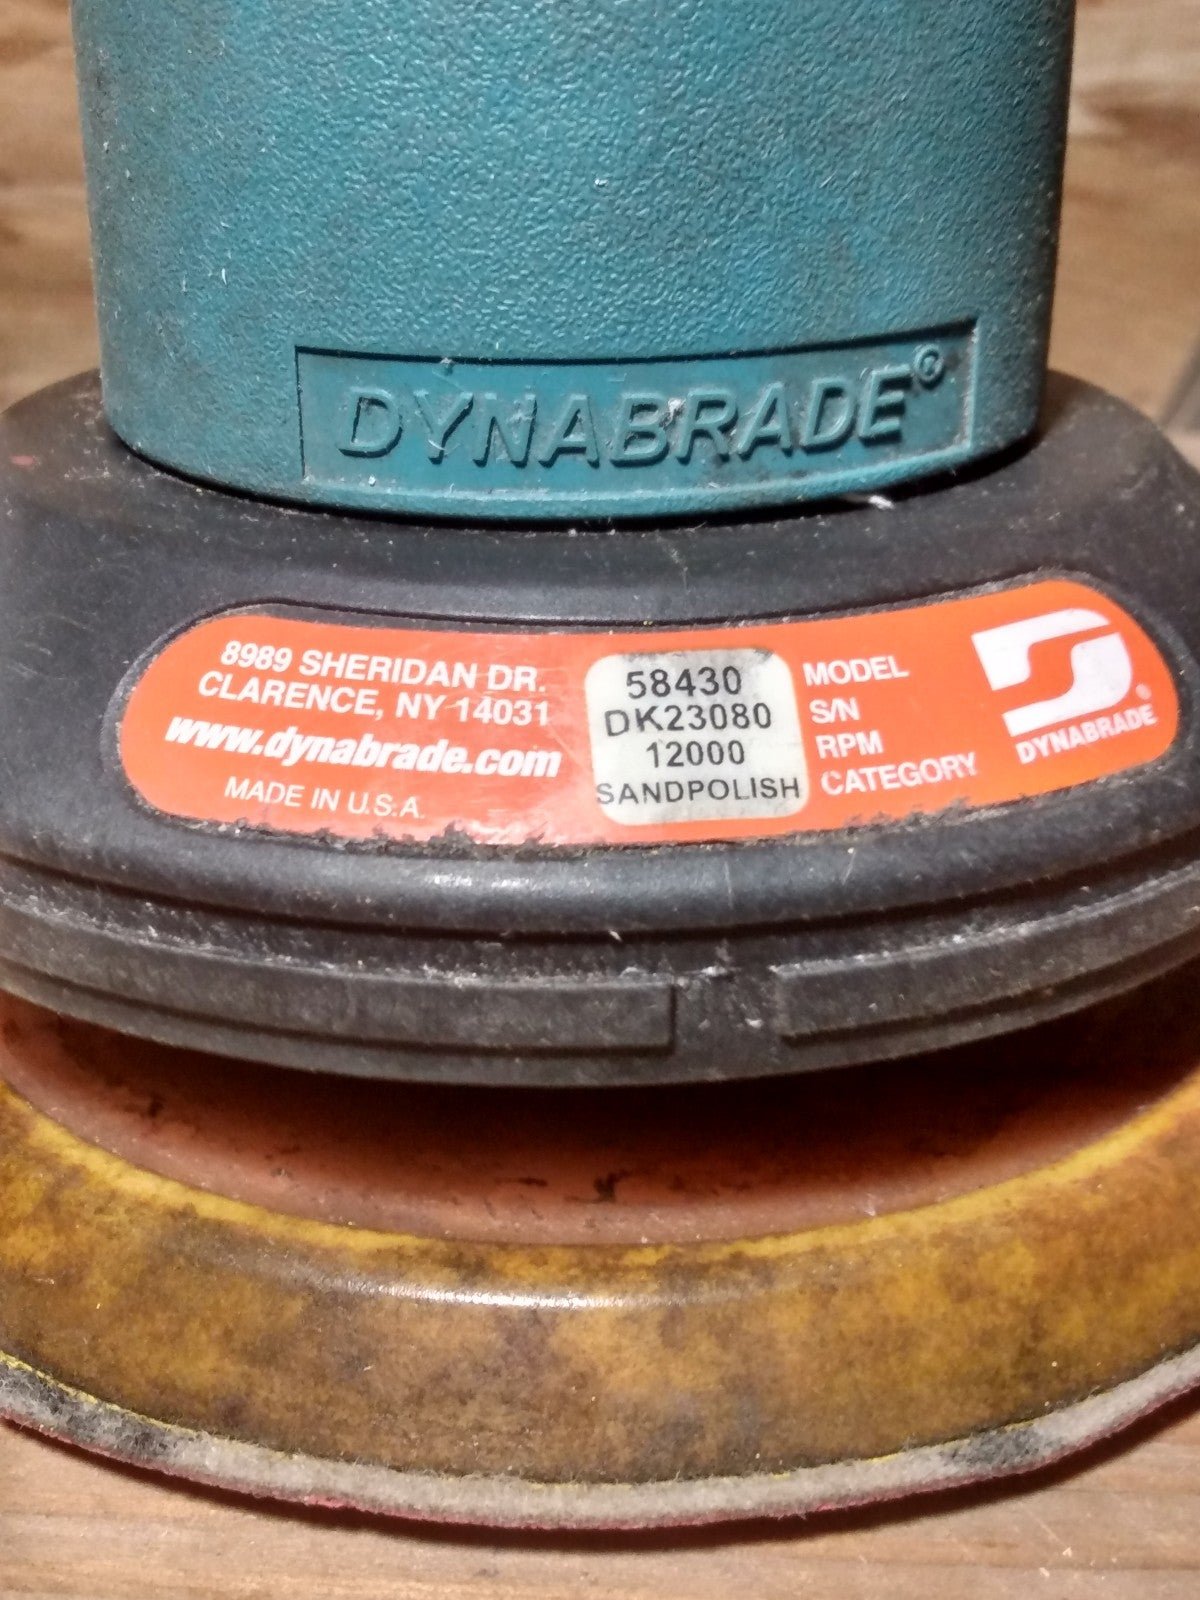 DYNABRADE®
8989 SHERIDAN DR.
CLARENCE, NY 14031
www.dynabrade.com
MADE IN U.S.A.
58430 MODEL
DK23080 S/N
12000 RPM
SANDPOLISH CATEGORY
DYNABRADE®